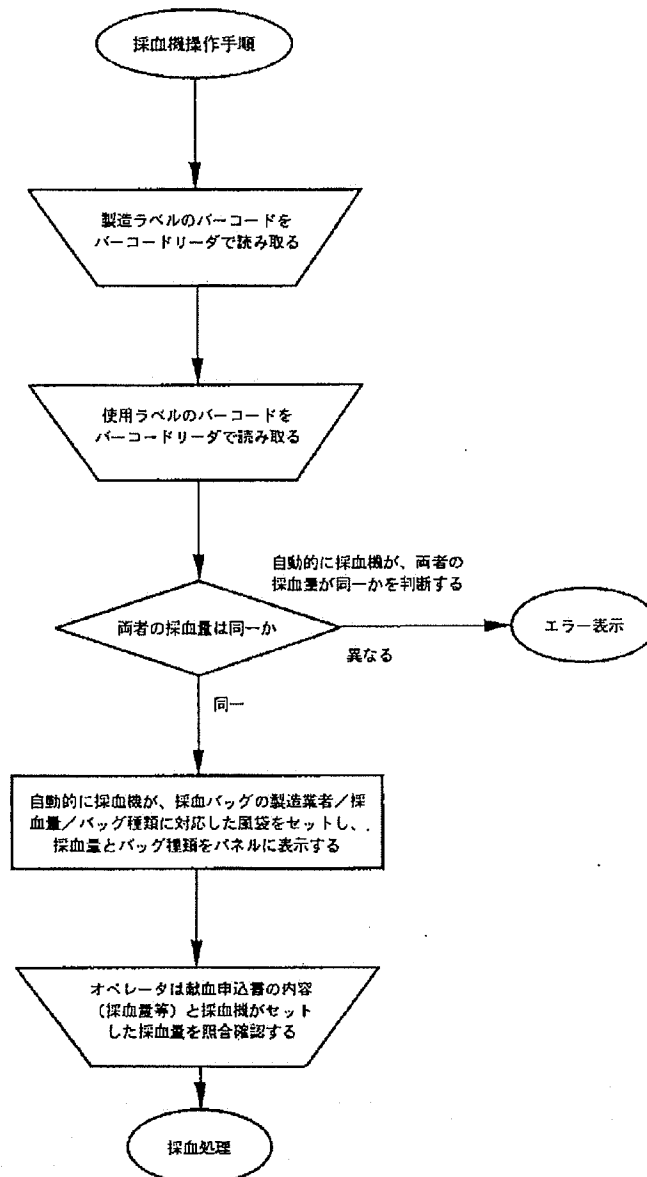 採血機操作手順
製造ラベルのバーコードを
バーコードリーダで読み取る
使用ラベルのバーコードを
バーコードリーダで読み取る
自動的に採血機が、両者の
採血量が同一かを判断する
両者の採血量は同一か
エラー表示
異なる
同一
自動的に採血機が、採血バッグの製造業者／採
血量／バッグ種類に対応した風袋をセットし、
採血量とバッグ種類をパネルに表示する
オペレータは献血申込書の内容
（採血量等）と採血機がセット
した採血量を照合確認する
採血処理